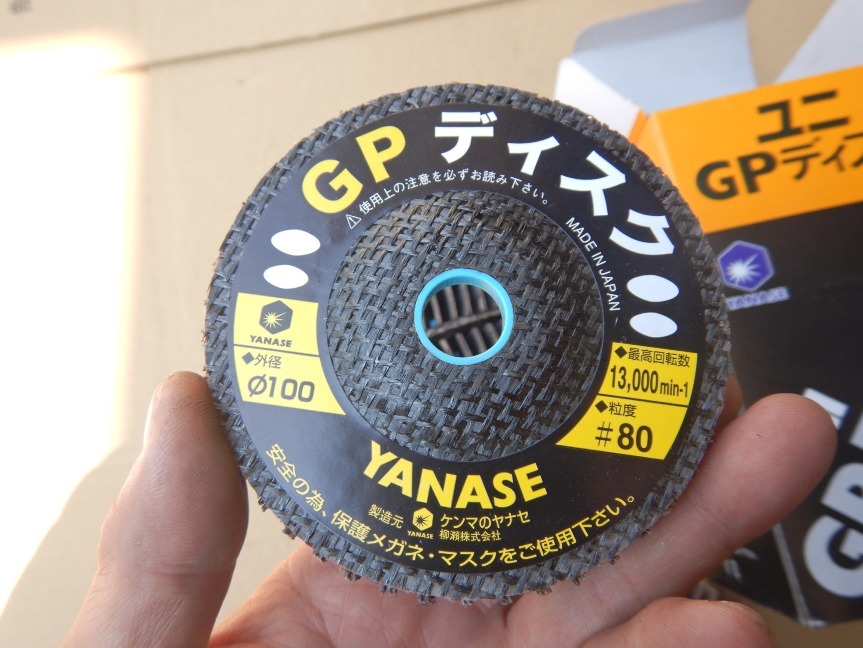 GP ディスク
⚠使用上の注意を必ずお読み下さい。
MADE IN JAPAN
YANASE
◆外径
Ø100
◆最高回転数
13,000 min-1
◆粒度
#80
YANASE
製造元 YANASE ケンマのヤナセ
柳瀬株式会社
安全の為、保護メガネ・マスクをご使用下さい。
ユニ
GPディス
YANASE